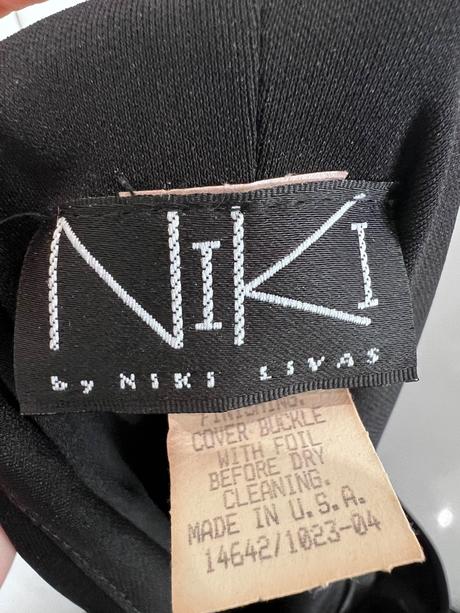 NIKI
by NIKI LIVAS
FINISHING.
COVER BUCKLE
WITH FOIL
BEFORE DRY
CLEANING.
MADE IN U.S.A.
14642/1023-04